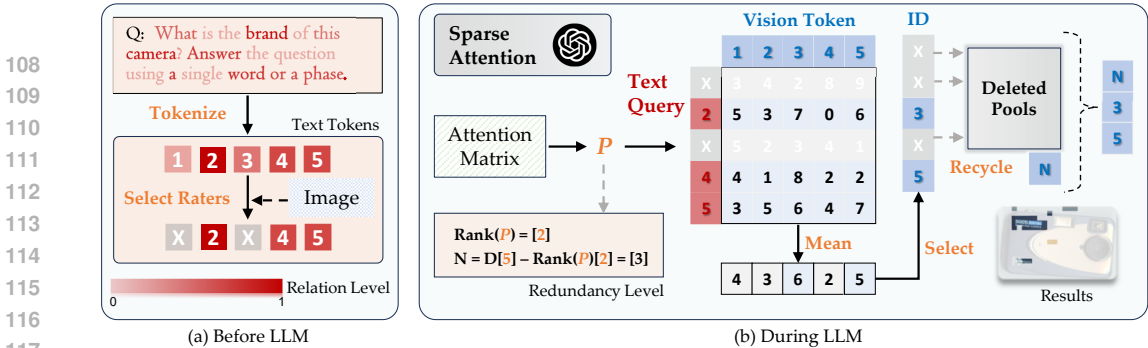 108
109
110
111
112
113
114
115
116
117
Q: What is the brand of this
camera? Answer the question
using a single word or a phase.
Tokenize
Text Tokens
1 2 3 4 5
Select Raters
Image
X 2 X 4 5
0 1
Relation Level
(a) Before LLM
Sparse
Attention
Attention
Matrix
P
Rank(P) = [2]
N = D[5] − Rank(P)[2] = [3]
Redundancy Level
Vision Token
1 2 3 4 5
Text
Query
X 3 4 2 8 9
2 5 3 7 0 6
X 5 2 3 4 1
4 4 1 8 2 2
5 3 5 6 4 7
Mean
4 3 6 2 5
Select
ID
X
X
3
X
5
Deleted
Pools
Recycle
N
N
3
5
Results
(b) During LLM